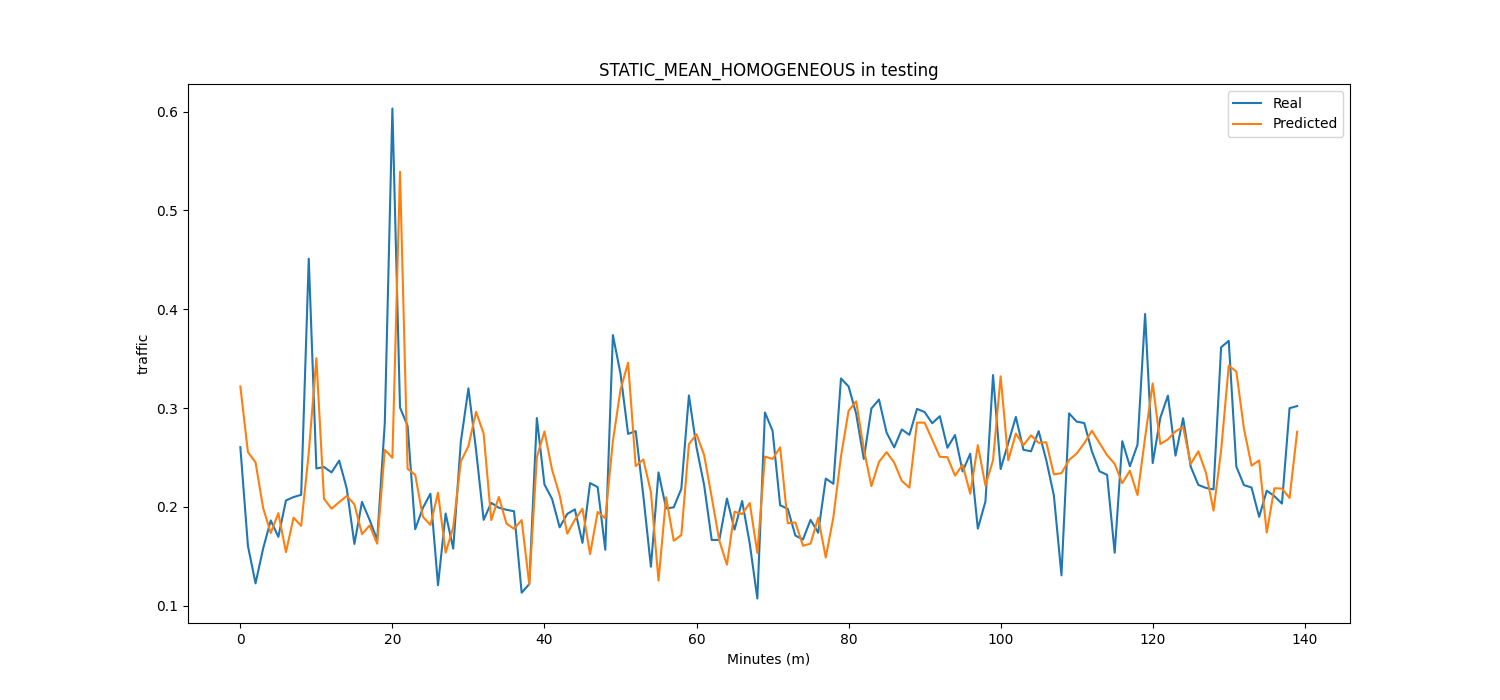 STATIC_MEAN_HOMOGENEOUS in testing
Real
Predicted
traffic
0.6
0.5
0.4
0.3
0.2
0.1
0 20 40 60 80 100 120 140
Minutes (m)